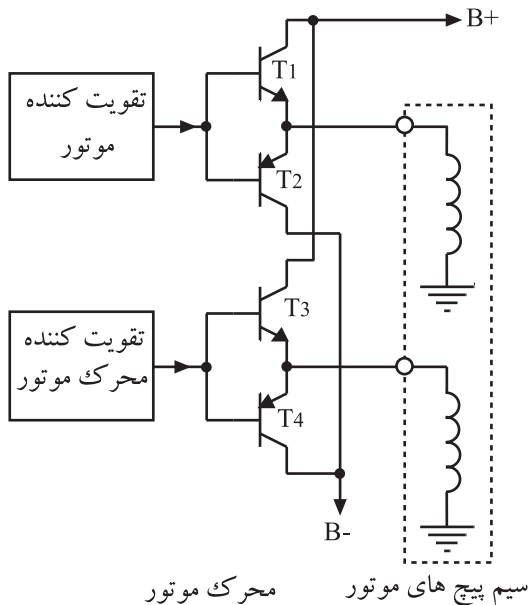 B+
T1
تقویت کننده
موتور
T2
T3
تقویت کننده
محرک موتور
T4
B-
سیم پیچ های موتور
محرک موتور